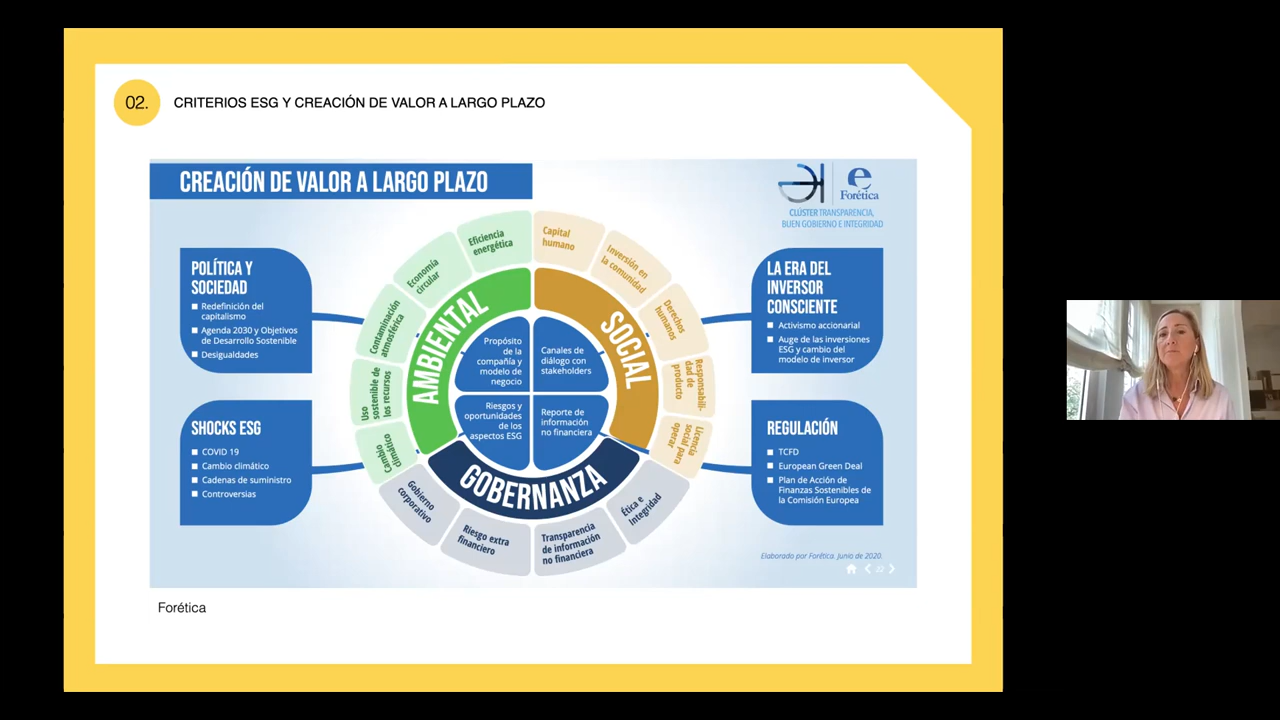 02.
CRITERIOS ESG Y CREACIÓN DE VALOR A LARGO PLAZO
CREACIÓN DE VALOR A LARGO PLAZO
e
Forética
CLÚSTER TRANSPARENCIA,
BUEN GOBIERNO E INTEGRIDAD
POLÍTICA Y
SOCIEDAD
Redefinición del
capitalismo
Agenda 2030 y Objetivos
de Desarrollo Sostenible
Desigualdades
SHOCKS ESG
COVID 19
Cambio climático
Cadenas de suministro
Controversias
AMBIENTAL
Cambio
climático
Uso
sostenible de
los recursos
Contaminación
atmosférica
Economía
circular
Eficiencia
energética
SOCIAL
Capital
humano
Inversión en
la comunidad
Derechos
humanos
Responsabili-
dad de
producto
Licencia
social para
operar
GOBERNANZA
Gobierno
corporativo
Riesgo extra
financiero
Transparencia
de información
no financiera
Ética e
Integridad
Propósito
de la
compañía y
modelo de
negocio
Canales de
diálogo con
stakeholders
Riesgos y
oportunidades
de los
aspectos ESG
Reporte de
información
no financiera
LA ERA DEL
INVERSOR
CONSCIENTE
Activismo accionarial
Auge de las inversiones
ESG y cambio del
modelo de inversor
REGULACIÓN
TCFD
European Green Deal
Plan de Acción de
Finanzas Sostenibles de
la Comisión Europea
Elaborado por Forética. Junio de 2020.
Forética